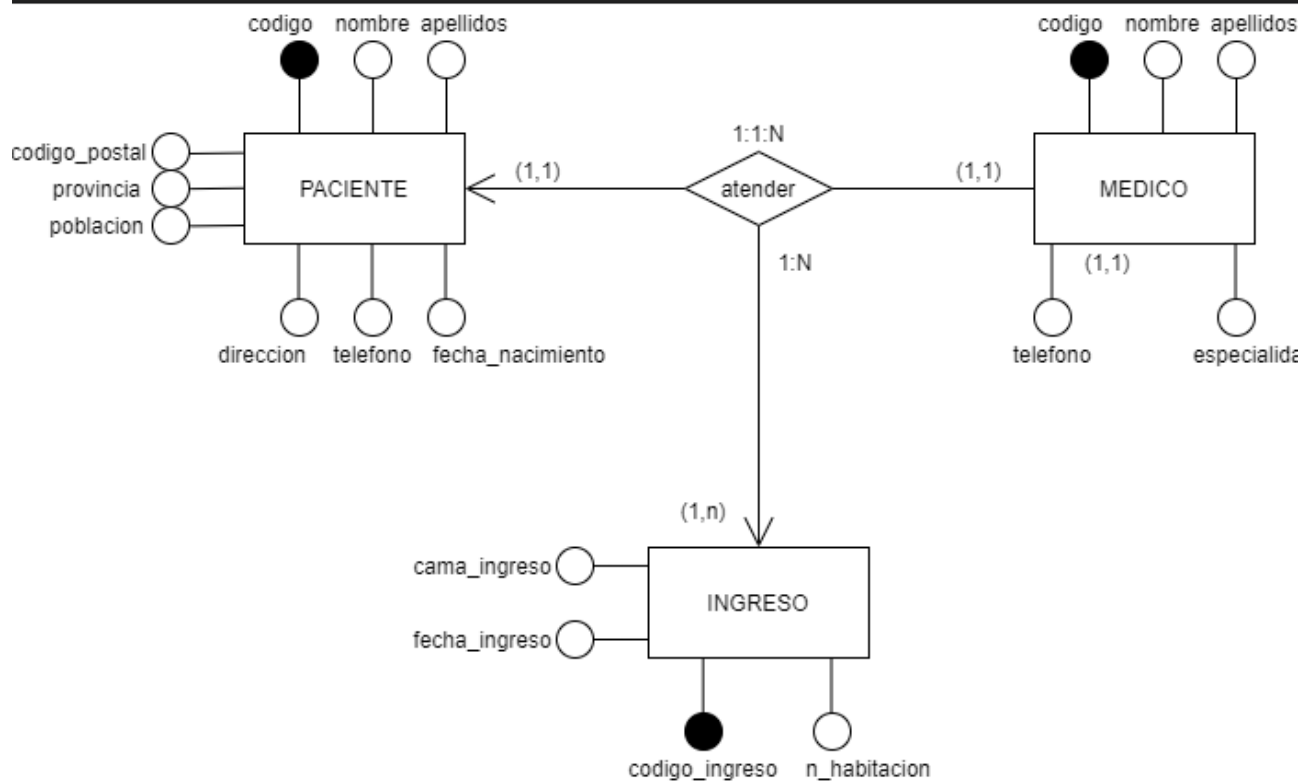 codigo nombre apellidos
codigo nombre apellidos
codigo_postal
provincia
poblacion
PACIENTE
(1,1)
1:1:N
atender
(1,1)
MEDICO
1:N
(1,1)
direccion telefono fecha_nacimiento
telefono especialida
(1,n)
cama_ingreso
INGRESO
fecha_ingreso
codigo_ingreso n_habitacion